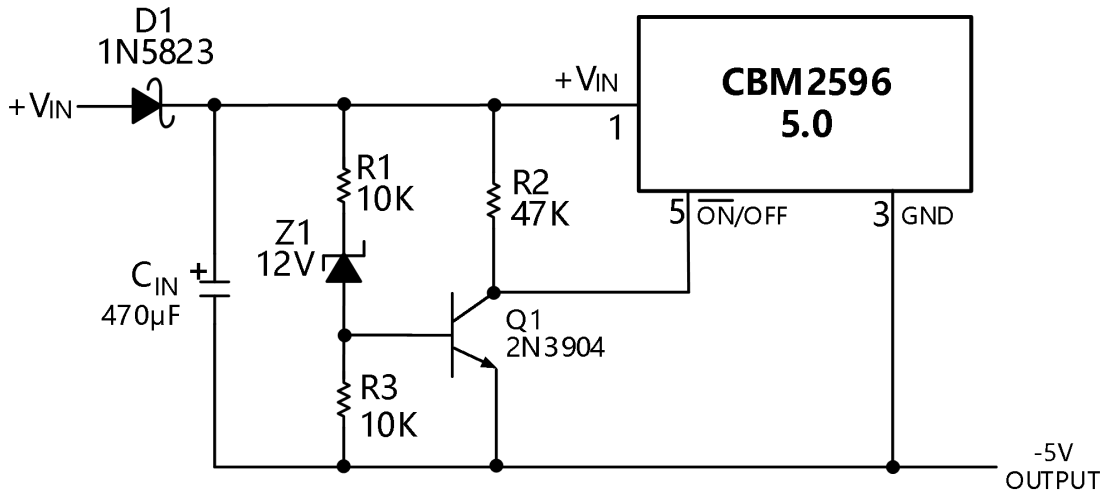 D1
1N5823
+VIN
+VIN
1
CBM2596
5.0
R1
10K
R2
47K
5 ON/OFF
3 GND
Z1
12V
CIN
+
470μF
Q1
2N3904
R3
10K
-5V
OUTPUT